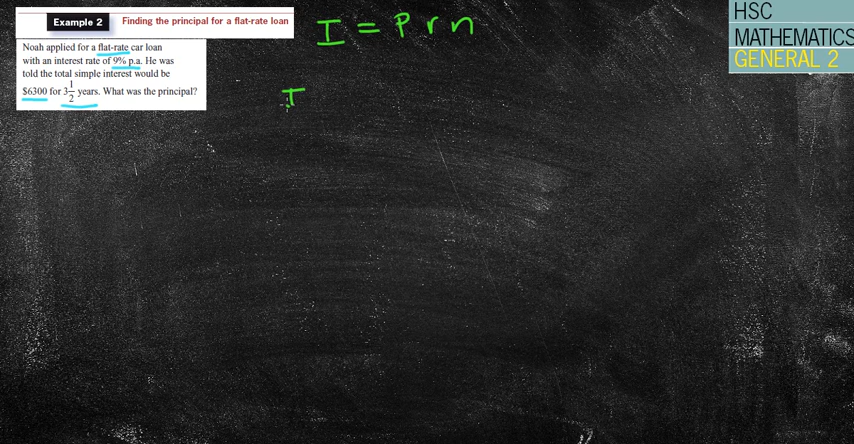 Example 2 Finding the principal for a flat-rate loan
Noah applied for a flat-rate car loan
with an interest rate of 9% p.a. He was
told the total simple interest would be
$6300 for 3 1/2 years. What was the principal?
I = P r n
I
HSC
MATHEMATICS
GENERAL 2